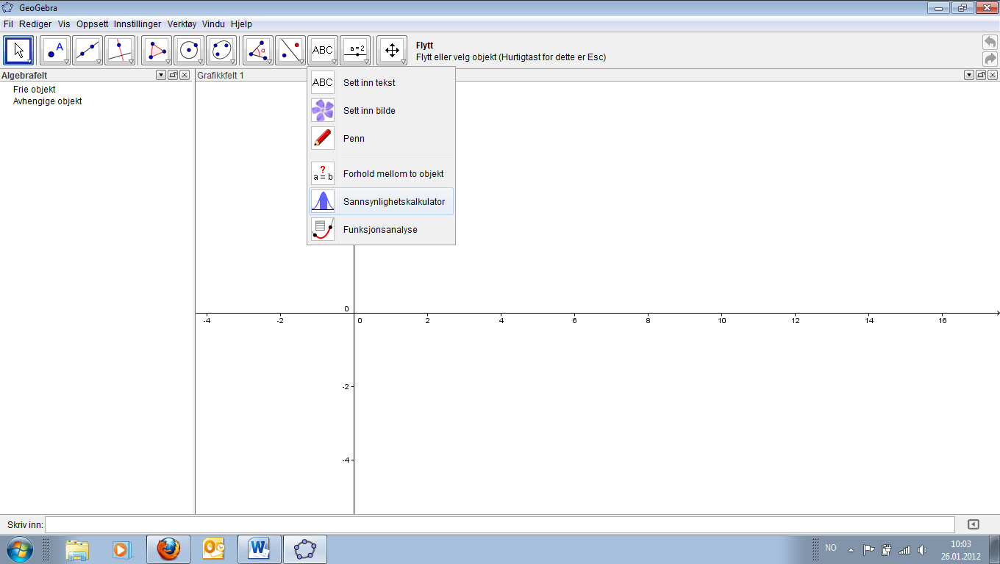 GeoGebra
Fil Rediger Vis Oppsett Innstillinger Verktøy Vindu Hjelp
A
α
ABC
a = 2
Flytt
Flytt eller velg objekt (Hurtigtast for dette er Esc)
Algebrafelt
Grafikkfelt 1
Frie objekt
Avhengige objekt
ABC Sett inn tekst
Sett inn bilde
Penn
?
a = b
Forhold mellom to objekt
Sannsynlighetskalkulator
Funksjonsanalyse
0
-4 -2 0 2 4 6 8 10 12 14 16
-2
-4
Skriv inn:
NO
10:03
26.01.2012